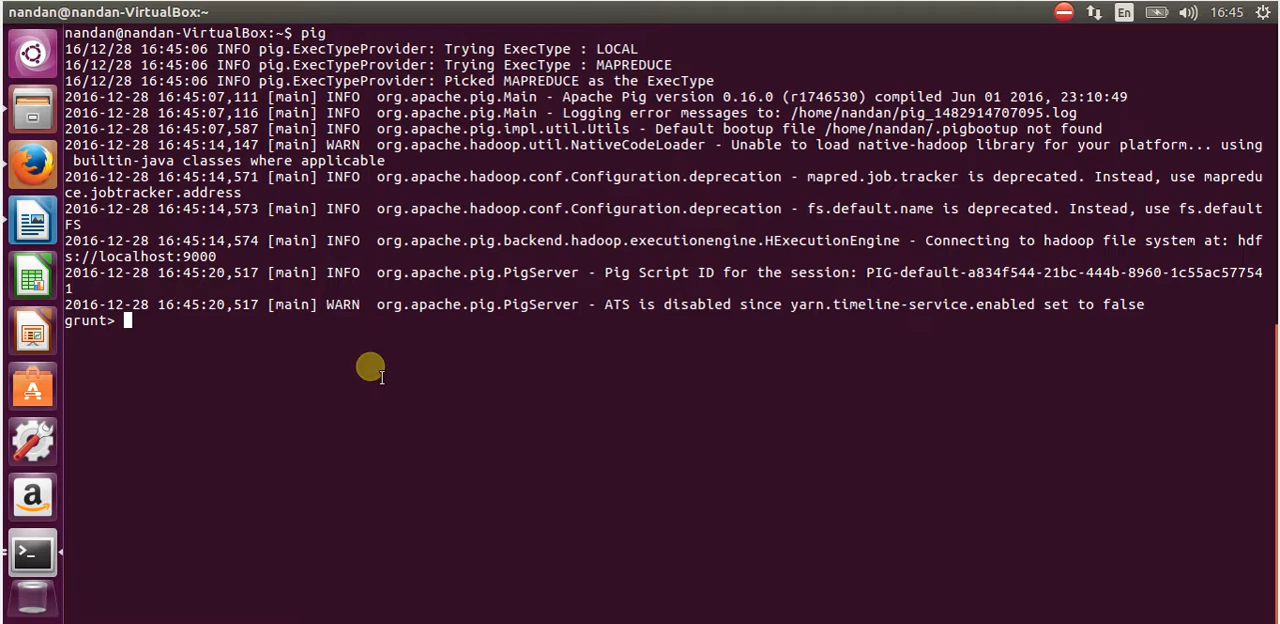 nandan@nandan-VirtualBox:~
En
16:45
nandan@nandan-VirtualBox:~$ pig
16/12/28 16:45:06 INFO pig.ExecTypeProvider: Trying ExecType : LOCAL
16/12/28 16:45:06 INFO pig.ExecTypeProvider: Trying ExecType : MAPREDUCE
16/12/28 16:45:06 INFO pig.ExecTypeProvider: Picked MAPREDUCE as the ExecType
2016-12-28 16:45:07,111 [main] INFO  org.apache.pig.Main - Apache Pig version 0.16.0 (r1746530) compiled Jun 01 2016, 23:10:49
2016-12-28 16:45:07,116 [main] INFO  org.apache.pig.Main - Logging error messages to: /home/nandan/pig_1482914707095.log
2016-12-28 16:45:07,587 [main] INFO  org.apache.pig.impl.util.Utils - Default bootup file /home/nandan/.pigbootup not found
2016-12-28 16:45:14,147 [main] WARN  org.apache.hadoop.util.NativeCodeLoader - Unable to load native-hadoop library for your platform... using
 builtin-java classes where applicable
2016-12-28 16:45:14,571 [main] INFO  org.apache.hadoop.conf.Configuration.deprecation - mapred.job.tracker is deprecated. Instead, use mapredu
ce.jobtracker.address
2016-12-28 16:45:14,573 [main] INFO  org.apache.hadoop.conf.Configuration.deprecation - fs.default.name is deprecated. Instead, use fs.default
FS
2016-12-28 16:45:14,574 [main] INFO  org.apache.pig.backend.hadoop.executionengine.HExecutionEngine - Connecting to hadoop file system at: hdf
s://localhost:9000
2016-12-28 16:45:20,517 [main] INFO  org.apache.pig.PigServer - Pig Script ID for the session: PIG-default-a834f544-21bc-444b-8960-1c55ac57754
1
2016-12-28 16:45:20,517 [main] WARN  org.apache.pig.PigServer - ATS is disabled since yarn.timeline-service.enabled set to false
grunt>